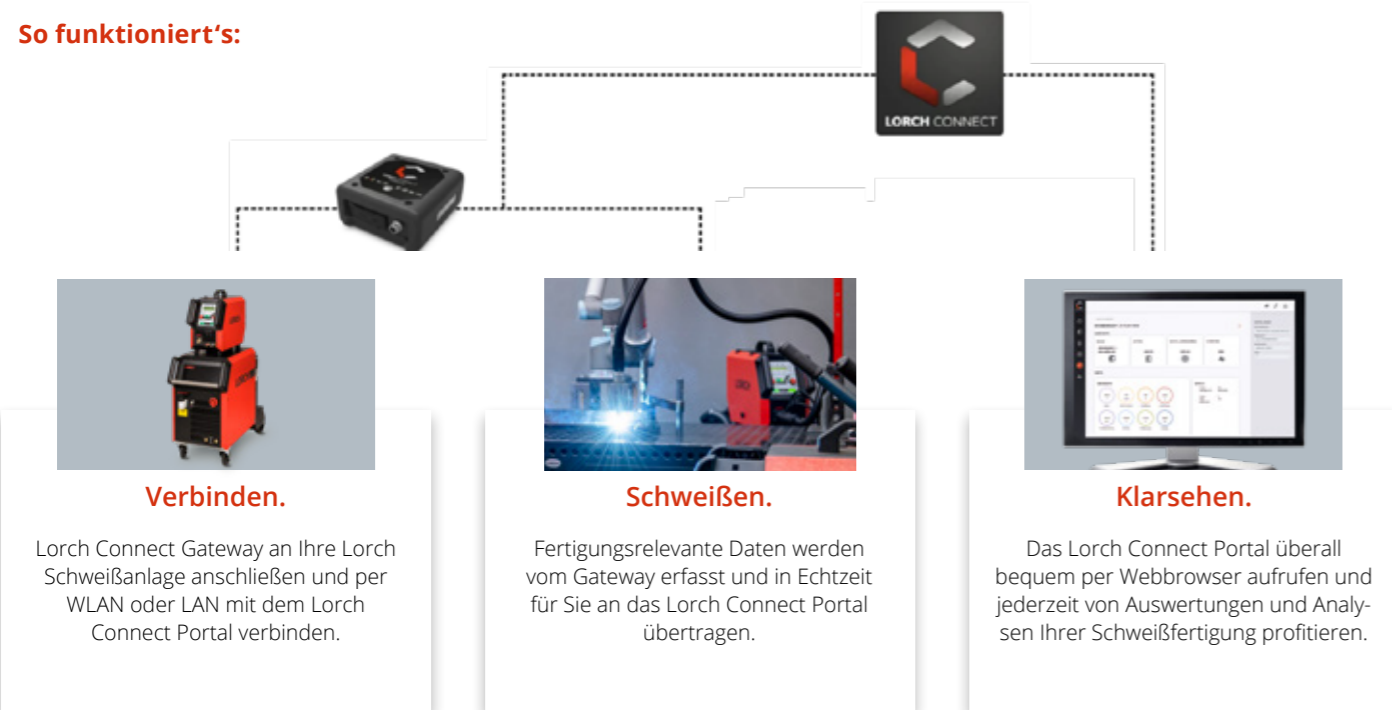 So funktioniert‘s:
LORCH CONNECT
Verbinden.
Lorch Connect Gateway an Ihre Lorch
Schweißanlage anschließen und per
WLAN oder LAN mit dem Lorch
Connect Portal verbinden.
Schweißen.
Fertigungsrelevante Daten werden
vom Gateway erfasst und in Echtzeit
für Sie an das Lorch Connect Portal
übertragen.
Klarsehen.
Das Lorch Connect Portal überall
bequem per Webbrowser aufrufen und
jederzeit von Auswertungen und Analy-
sen Ihrer Schweißfertigung profitieren.